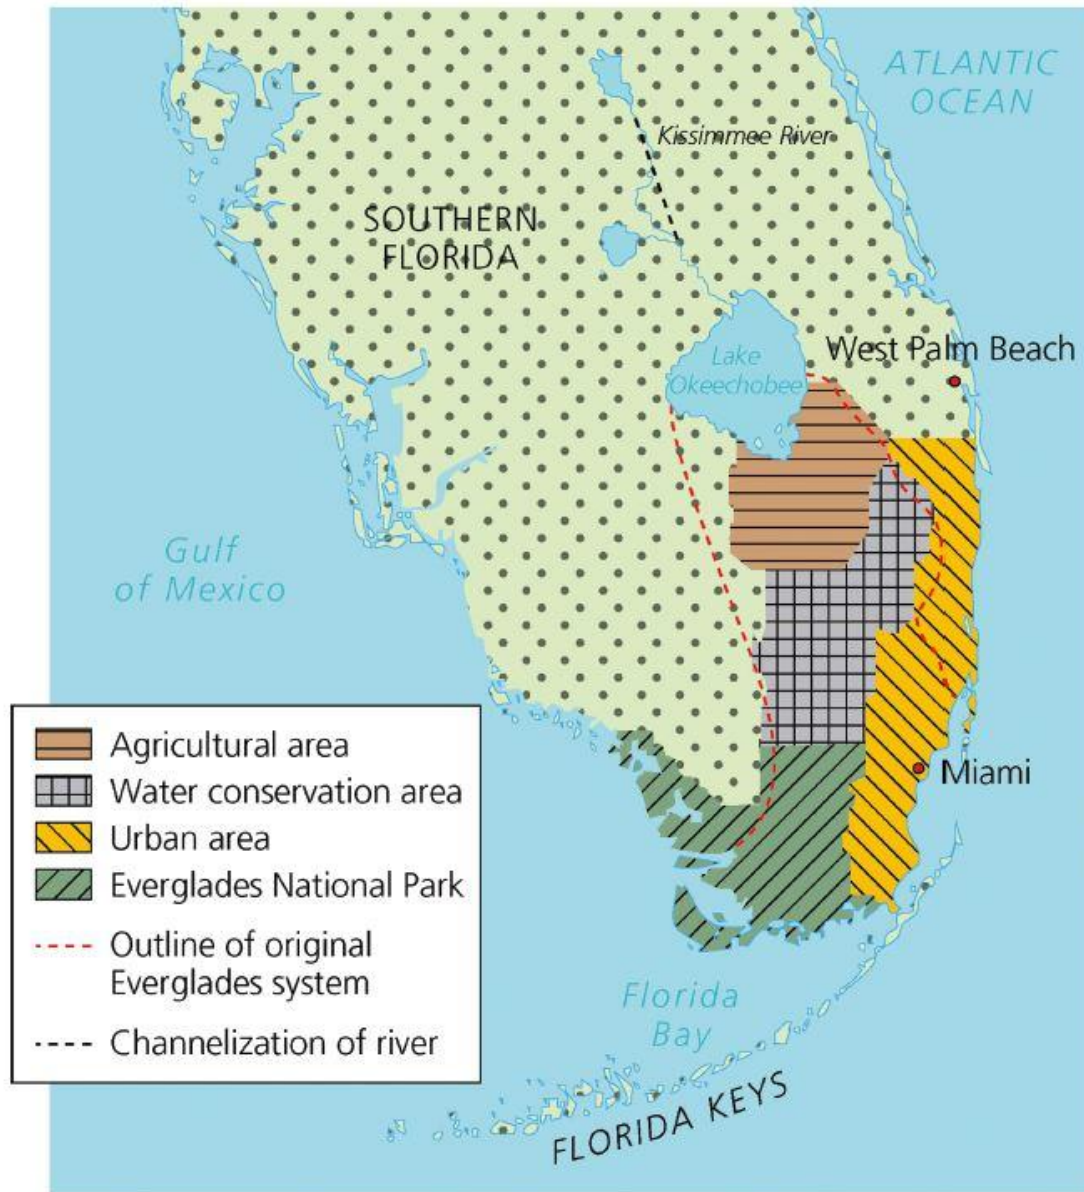 ATLANTIC
OCEAN
Kissimmee River
SOUTHERN
FLORIDA
West Palm Beach
Lake
Okeechobee
Gulf
of Mexico
Agricultural area
Water conservation area
Urban area
Everglades National Park
Outline of original
Everglades system
Channelization of river
Miami
Florida
Bay
FLORIDA KEYS